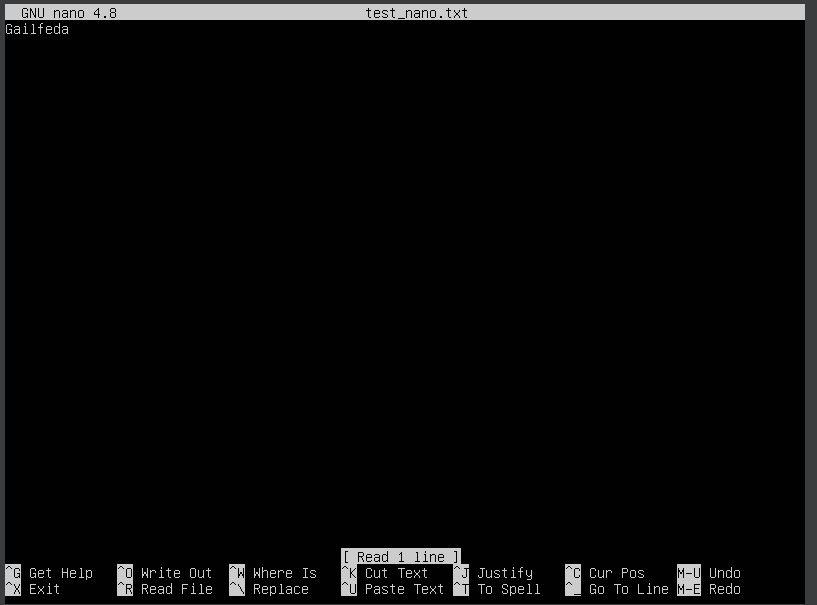 GNU nano 4.8 test_nano.txt
Gailfeda
[ Read 1 line ]
^G Get Help ^O Write Out ^W Where Is ^K Cut Text ^J Justify ^C Cur Pos M-U Undo
^X Exit ^R Read File ^\ Replace ^U Paste Text ^T To Spell ^_ Go To Line M-E Redo